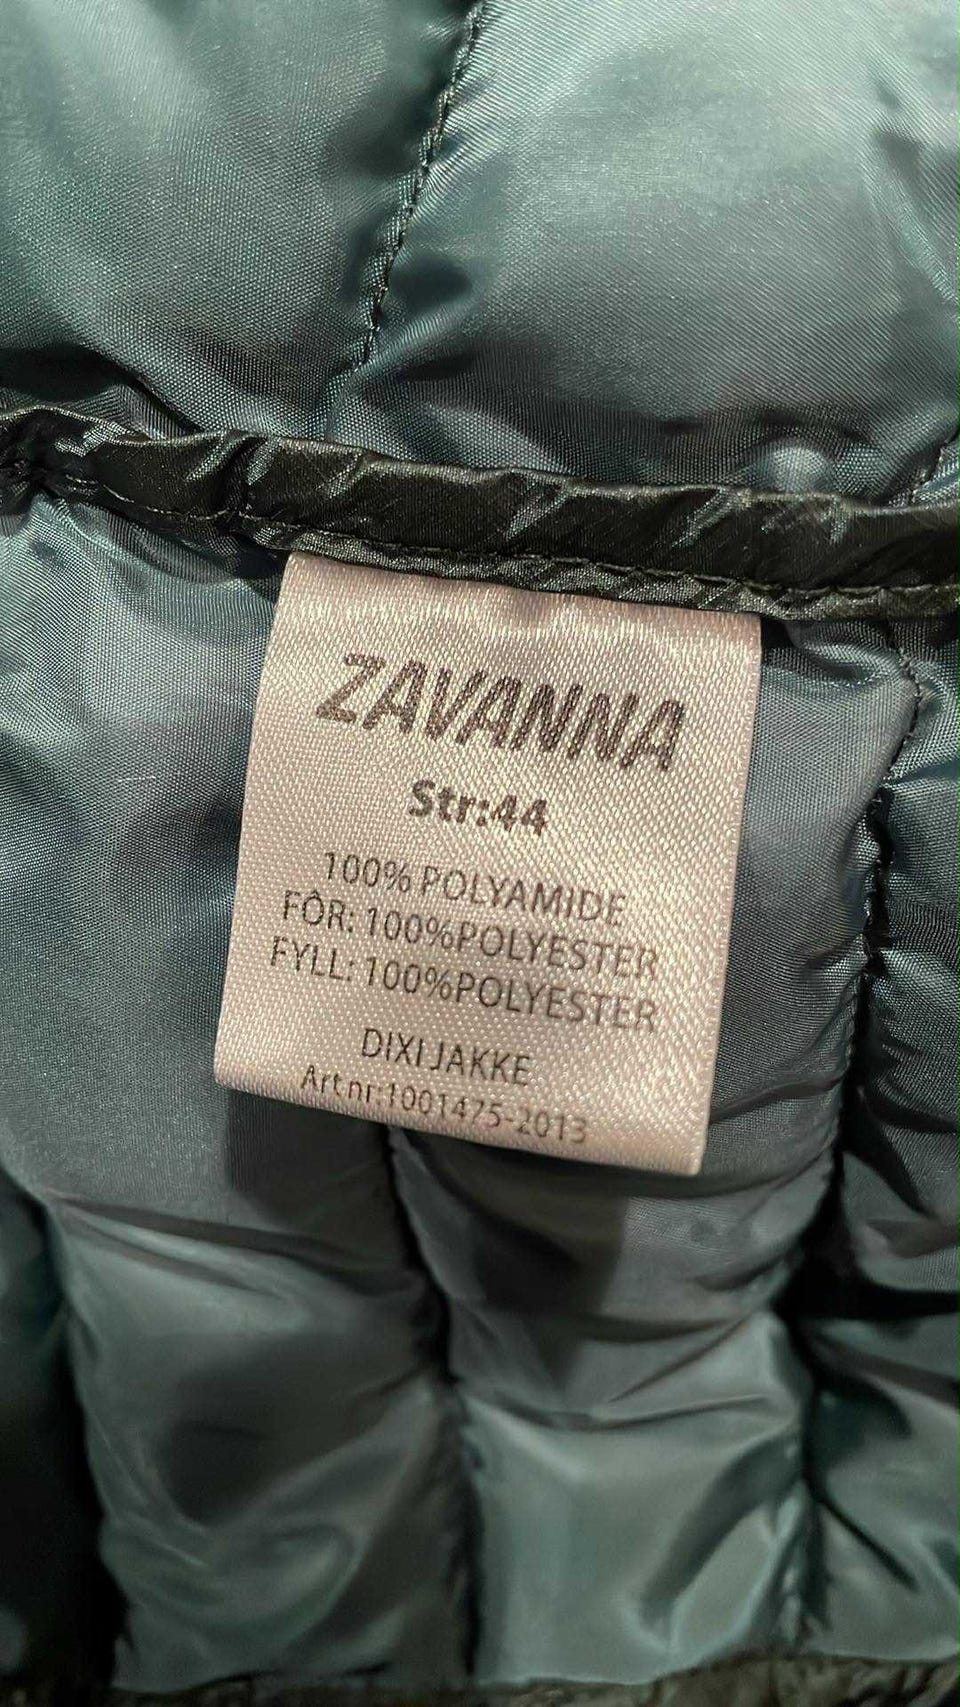 ZAVANNA
Str:44
100% POLYAMIDE
FÔR: 100%POLYESTER
FYLL: 100%POLYESTER
DIXI JAKKE
Art.nr:1001475-2013